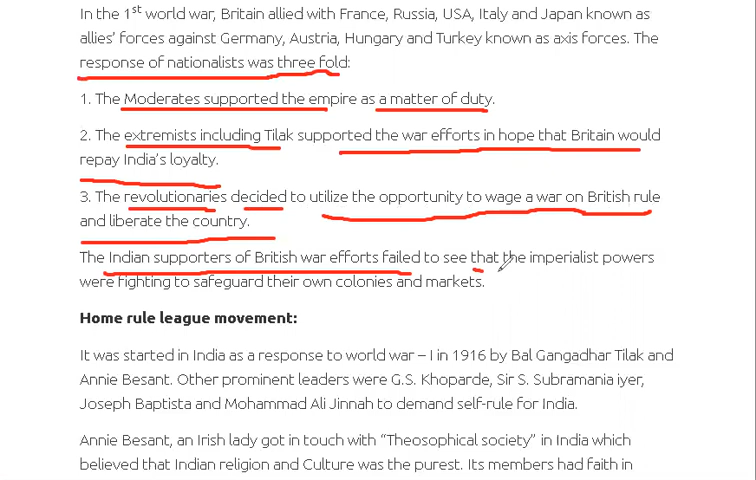 In the 1st world war, Britain allied with France, Russia, USA, Italy and Japan known as
allies' forces against Germany, Austria, Hungary and Turkey known as axis forces. The
response of nationalists was three fold:
1. The Moderates supported the empire as a matter of duty.
2. The extremists including Tilak supported the war efforts in hope that Britain would
repay India's loyalty.
3. The revolutionaries decided to utilize the opportunity to wage a war on British rule
and liberate the country.
The Indian supporters of British war efforts failed to see that the imperialist powers
were fighting to safeguard their own colonies and markets.
Home rule league movement:
It was started in India as a response to world war – I in 1916 by Bal Gangadhar Tilak and
Annie Besant. Other prominent leaders were G.S. Khoparde, Sir S. Subramania iyer,
Joseph Baptista and Mohammad Ali Jinnah to demand self-rule for India.
Annie Besant, an Irish lady got in touch with “Theosophical society” in India which
believed that Indian religion and Culture was the purest. Its members had faith in